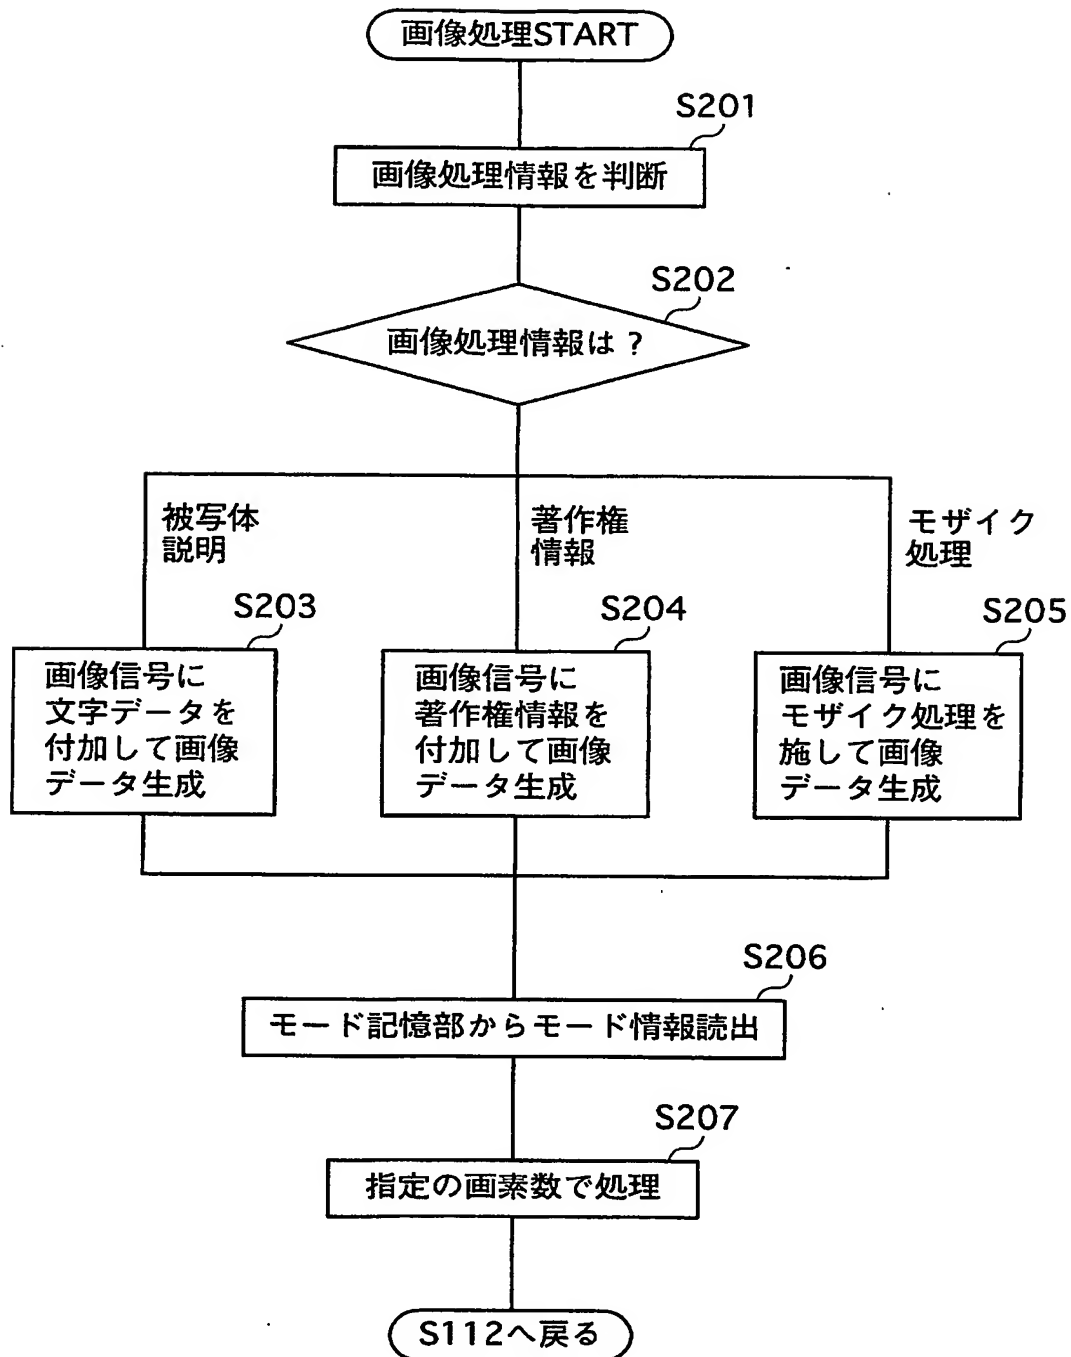 画像処理START
S201
画像処理情報を判断
S202
画像処理情報は？
被写体
説明
著作権
情報
モザイク
処理
S203
画像信号に
文字データを
付加して画像
データ生成
S204
画像信号に
著作権情報を
付加して画像
データ生成
S205
画像信号に
モザイク処理を
施して画像
データ生成
S206
モード記憶部からモード情報読出
S207
指定の画素数で処理
S112へ戻る